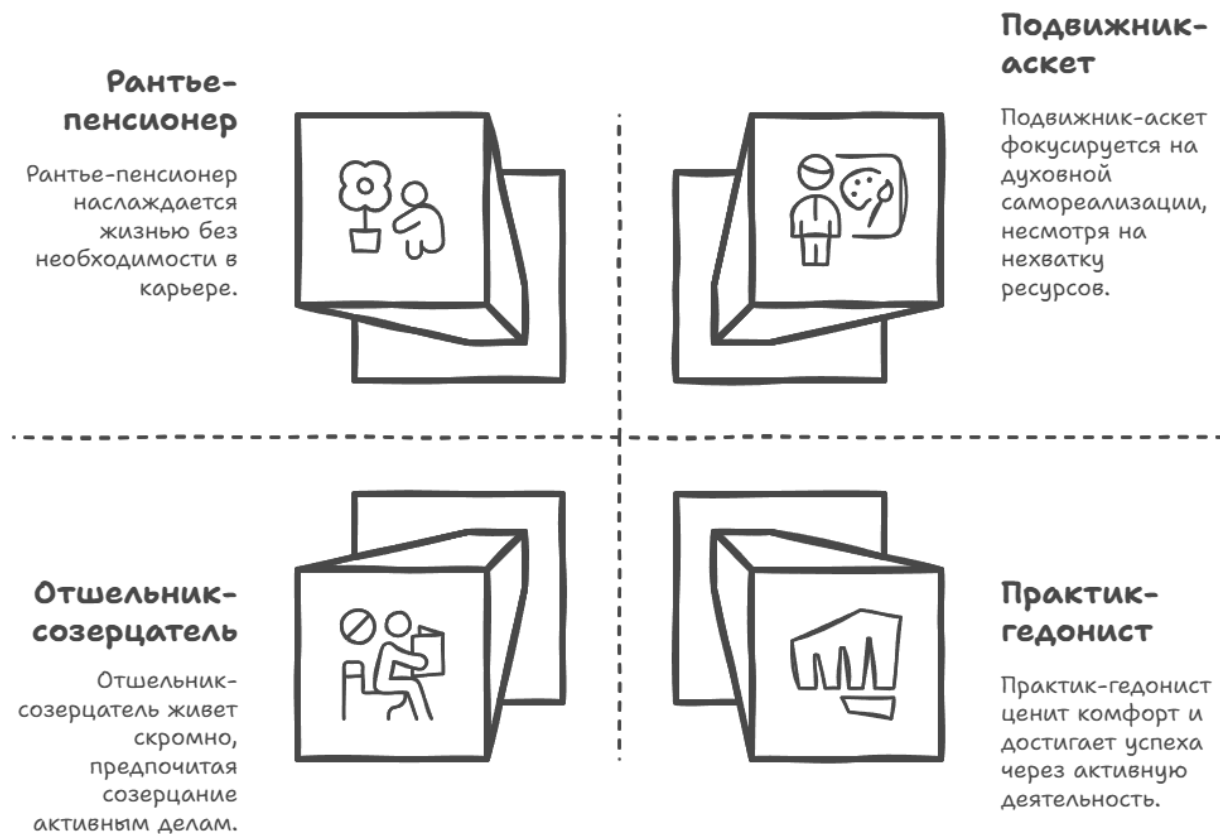 Рантье-
пенсионер
Рантье-пенсионер
наслаждается
жизнью без
необходимости в
карьере.
Подвижник-
аскет
Подвижник-аскет
фокусируется на
духовной
самореализации,
несмотря на
нехватку
ресурсов.
Отшельник-
созерцатель
Отшельник-
созерцатель живет
скромно,
предпочитая
созерцание
активным делам.
Практик-
гедонист
Практик-гедонист
ценит комфорт и
достигает успеха
через активную
деятельность.